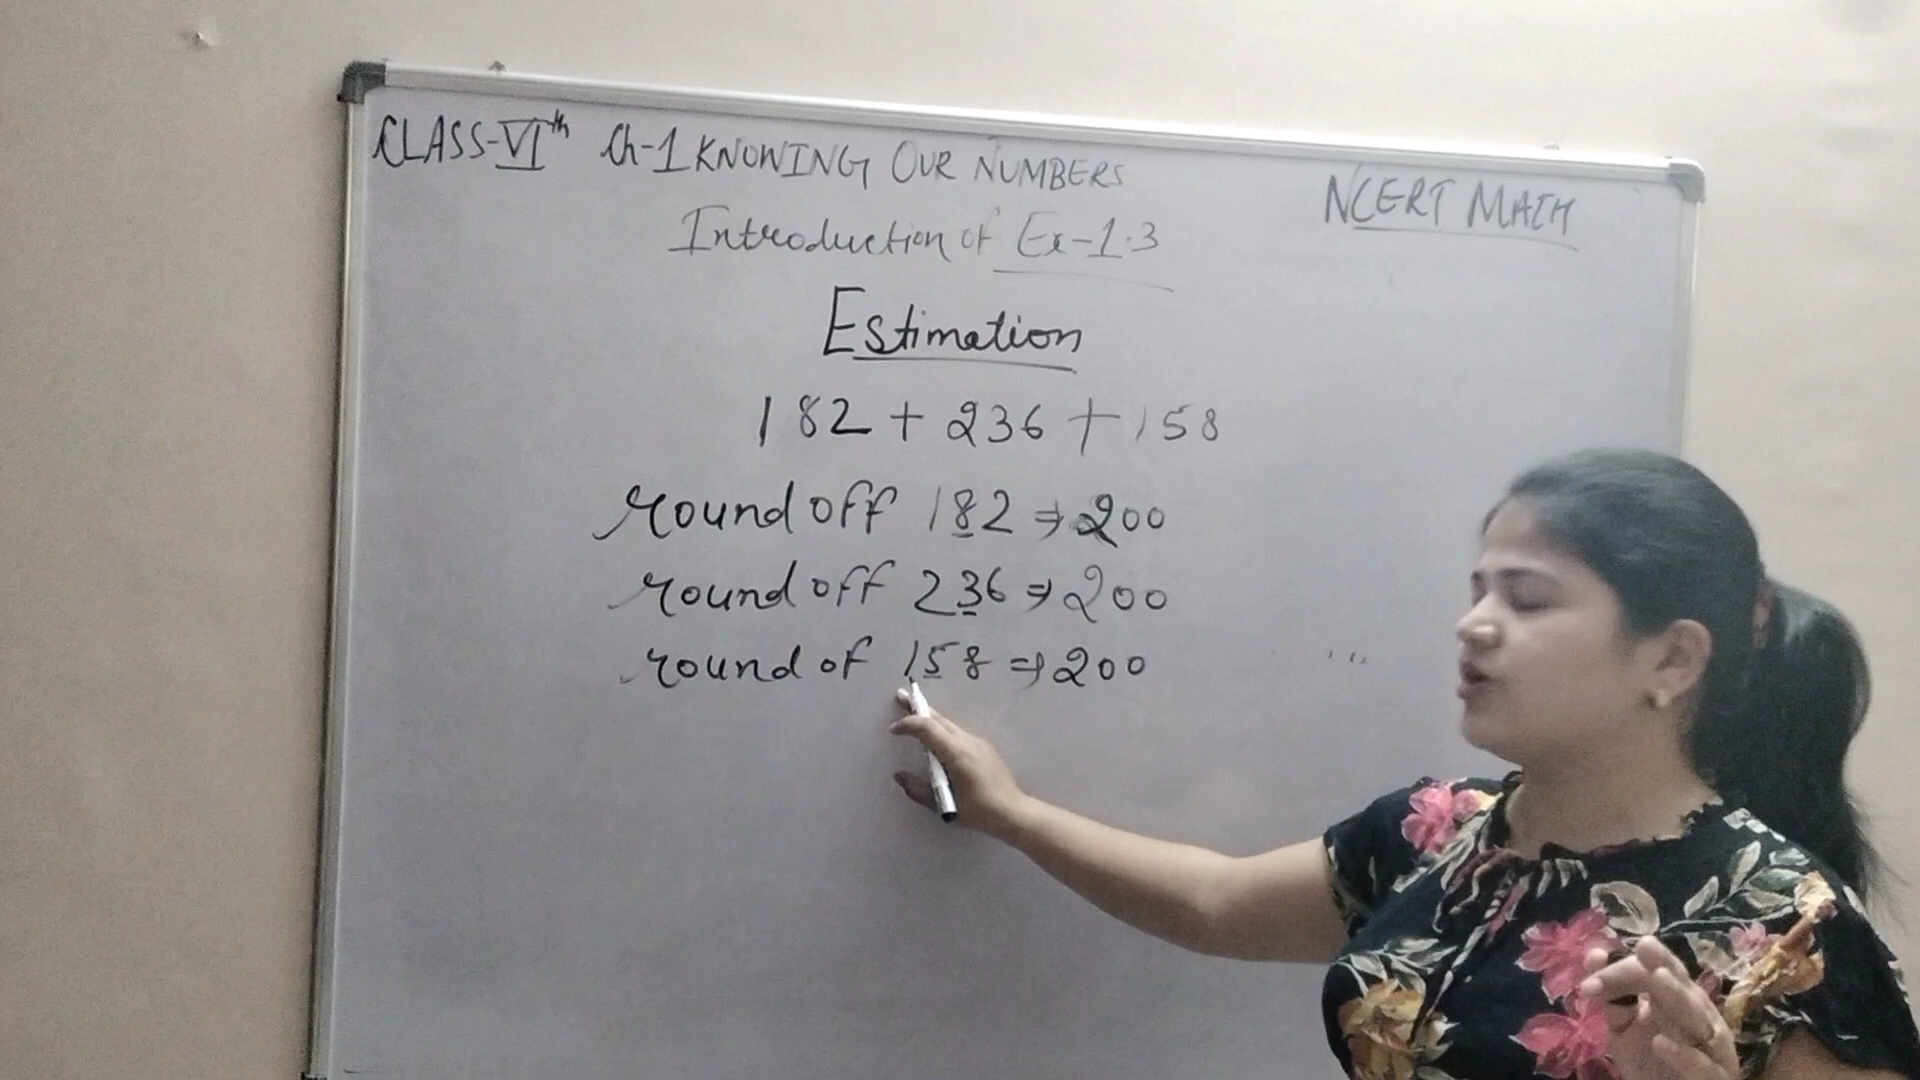 CLASS-VIth Ch-1 KNOWING OUR NUMBERS
NCERT MATH
Introduction of Ex-1.3
Estimation
182 + 236 + 158
round off 182 ⇒ 200
round off 236 ⇒ 200
round of 158 ⇒ 200